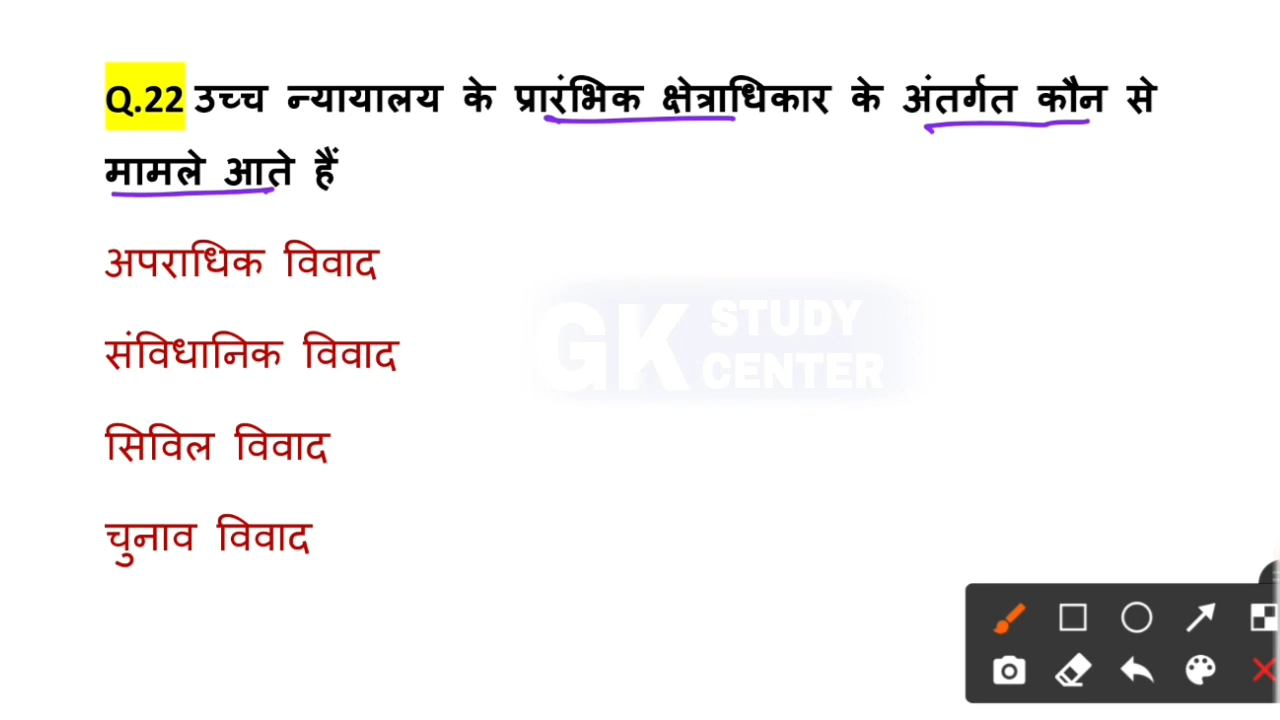 Q.22 उच्च न्यायालय के प्रारंभिक क्षेत्राधिकार के अंतर्गत कौन से
मामले आते हैं
अपराधिक विवाद
संविधानिक विवाद
सिविल विवाद
चुनाव विवाद
GK STUDY CENTER